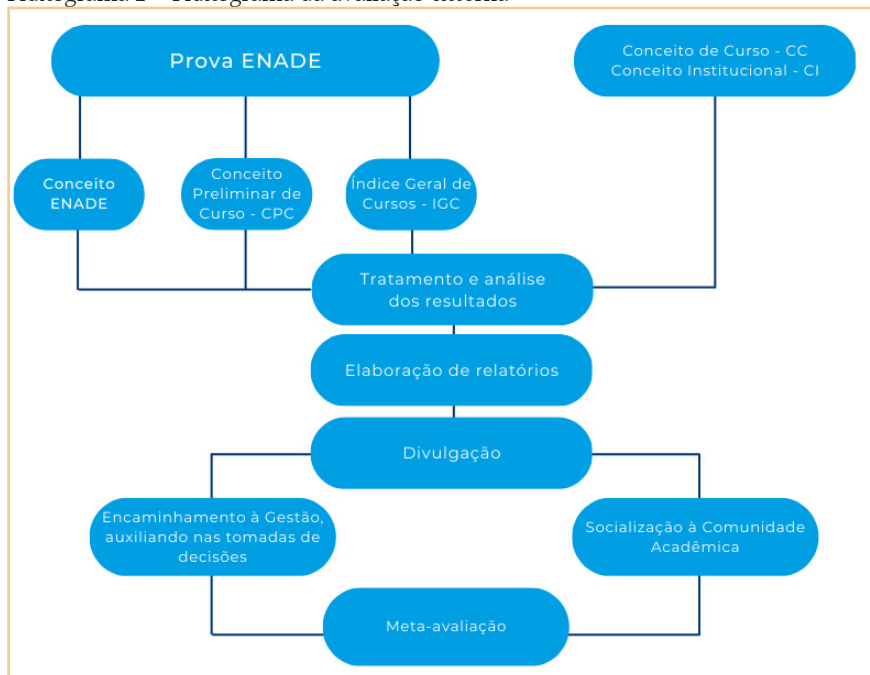 Prova ENADE
Conceito de Curso - CC
Conceito Institucional - CI
Conceito
ENADE
Conceito
Preliminar de
Curso - CPC
Índice Geral de
Cursos - IGC
Tratamento e análise
dos resultados
Elaboração de relatórios
Divulgação
Encaminhamento à Gestão,
auxiliando nas tomadas de
decisões
Socialização à Comunidade
Acadêmica
Meta-avaliação